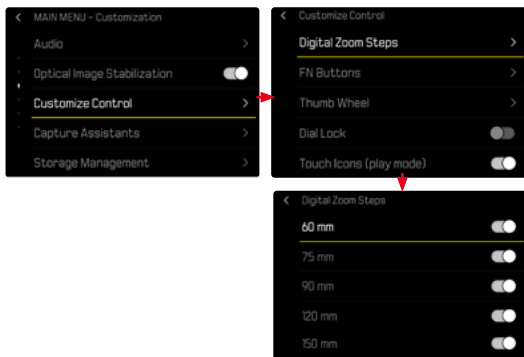 MAIN MENU – Customization
Audio
Optical Image Stabilization
Customize Control
Capture Assistants
Storage Management
Customize Control
Digital Zoom Steps
FN Buttons
Thumb Wheel
Dial Lock
Touch Icons (play mode)
Digital Zoom Steps
60 mm
75 mm
90 mm
120 mm
150 mm